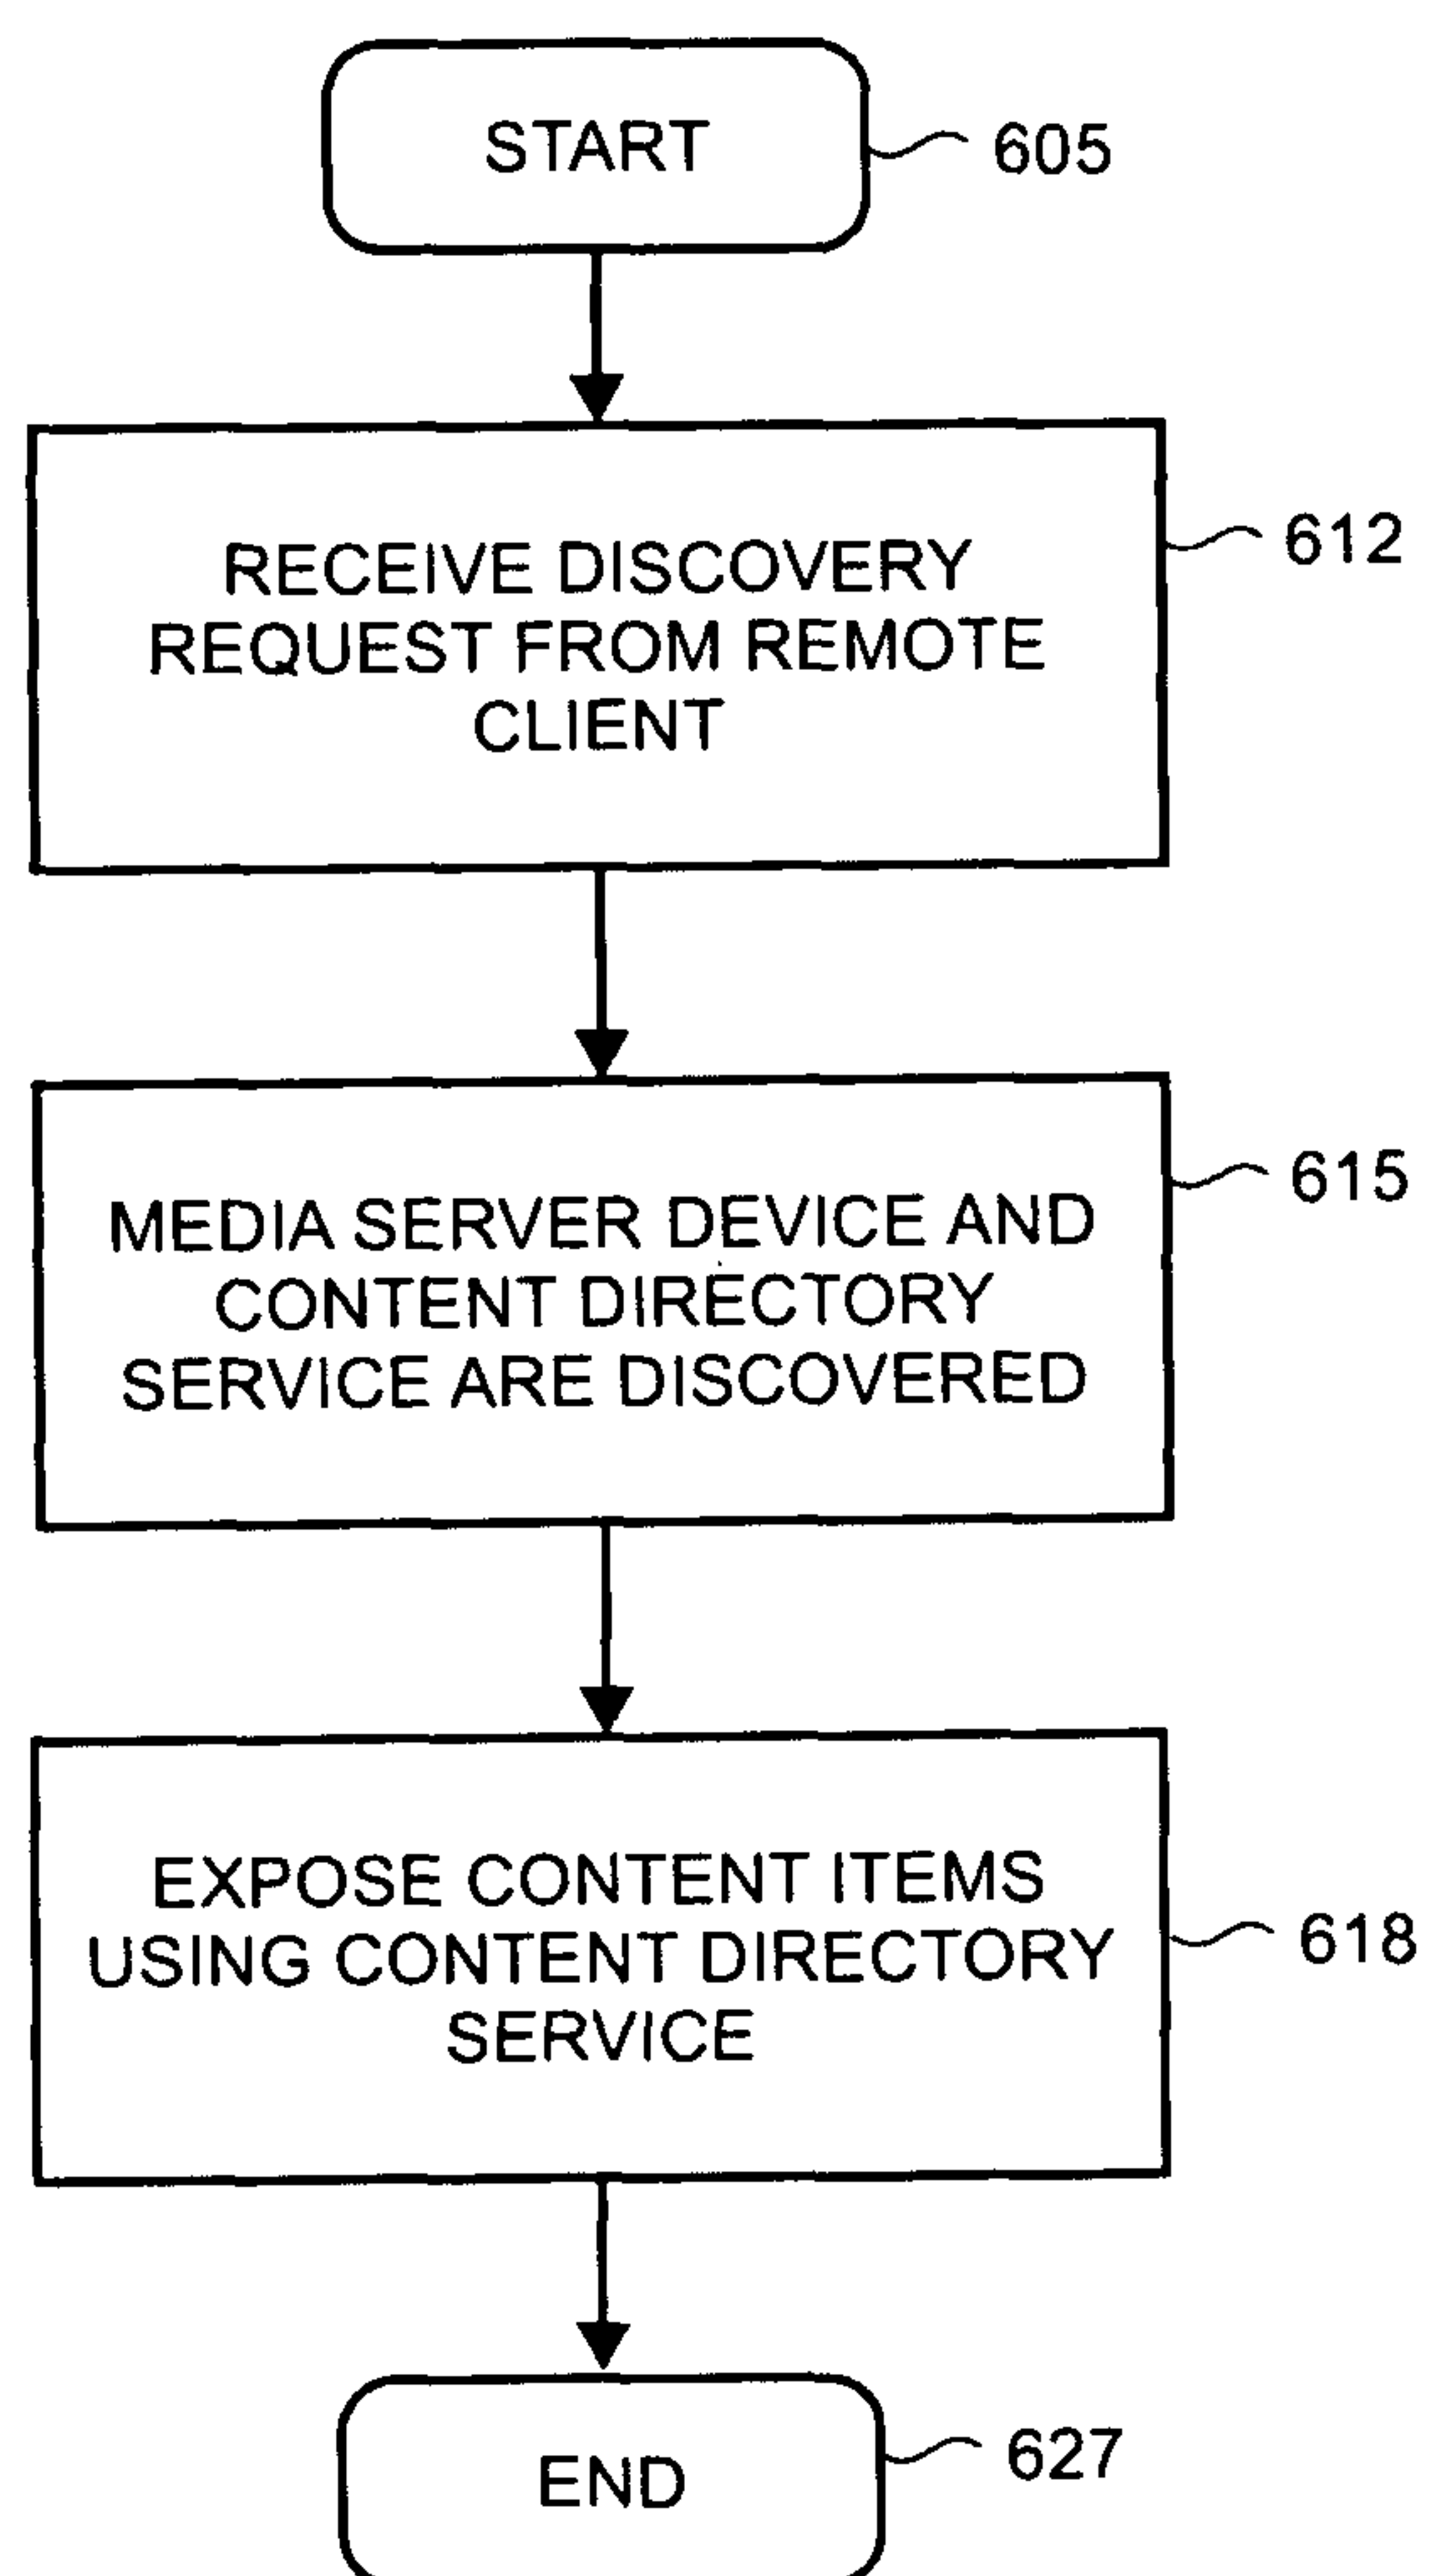 START
605
RECEIVE DISCOVERY
REQUEST FROM REMOTE
CLIENT
612
MEDIA SERVER DEVICE AND
CONTENT DIRECTORY
SERVICE ARE DISCOVERED
615
EXPOSE CONTENT ITEMS
USING CONTENT DIRECTORY
SERVICE
618
END
627